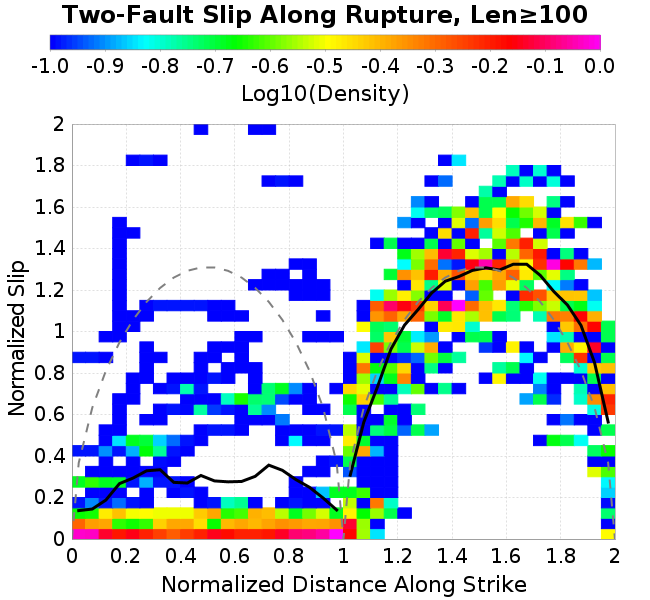 Two-Fault Slip Along Rupture, Len≥100
-1.0 -0.9 -0.8 -0.7 -0.6 -0.5 -0.4 -0.3 -0.2 -0.1 0.0
Log10(Density)
2
1.8
1.6
1.4
1.2
1
0.8
0.6
0.4
0.2
0
Normalized Slip
0 0.2 0.4 0.6 0.8 1 1.2 1.4 1.6 1.8 2
Normalized Distance Along Strike